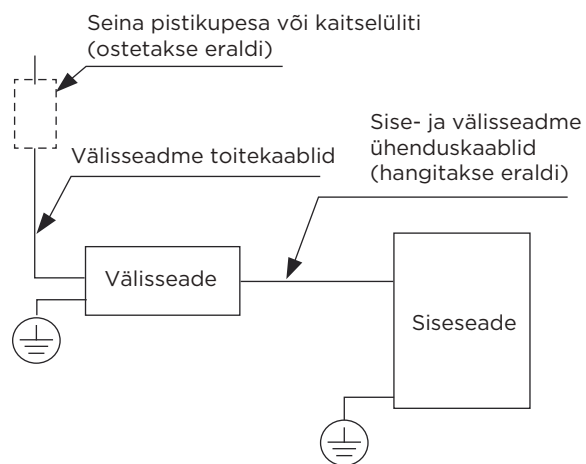 Seina pistikupesa või kaitselüliti
(ostetakse eraldi)
Sise- ja välisseadme
ühenduskaablid
(hangitakse eraldi)
Välisseadme toitekaablid
Välisseade
Siseseade